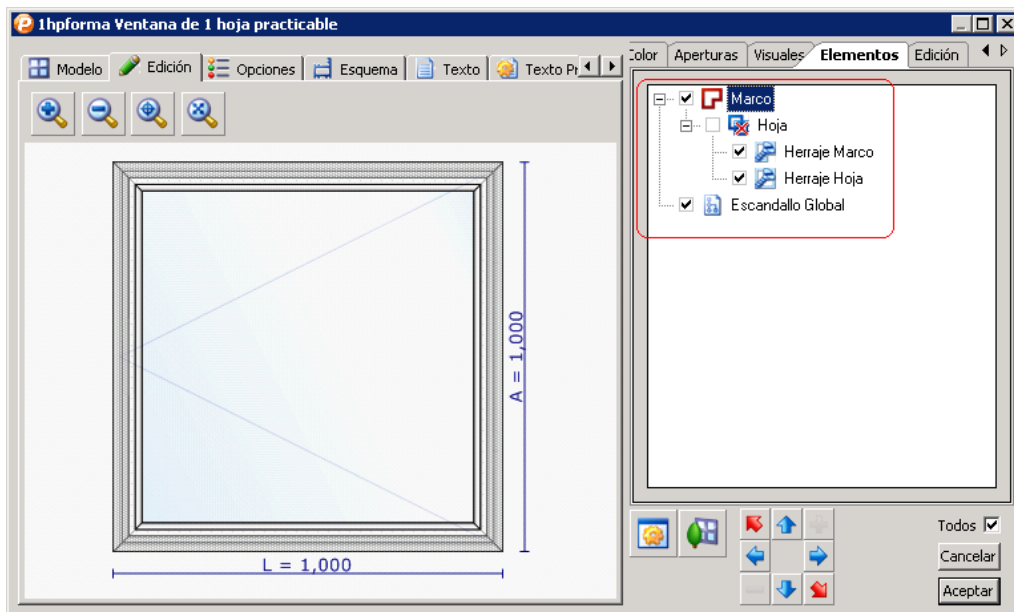 1hpforma Ventana de 1 hoja practicable
Modelo Edición Opciones Esquema Texto Texto Pr
olor Aperturas Visuales Elementos Edición
Marco
Hoja
Herraje Marco
Herraje Hoja
Escandallo Global
A = 1,000
L = 1,000
Todos
Cancelar
Aceptar